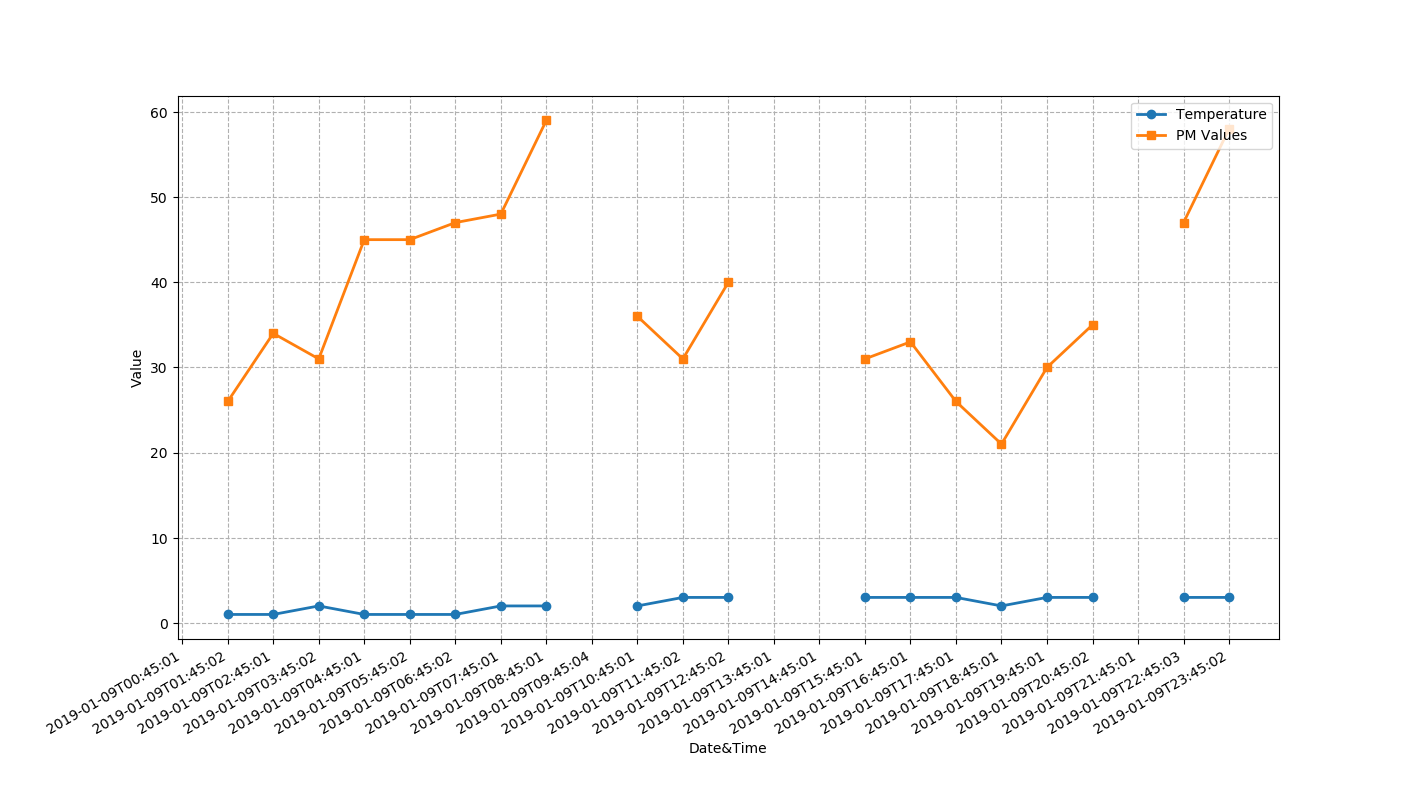 Temperature
PM Values
60
50
40
30
20
10
0
Value
2019-01-09T00:45:01
2019-01-09T01:45:02
2019-01-09T02:45:01
2019-01-09T03:45:02
2019-01-09T04:45:01
2019-01-09T05:45:02
2019-01-09T06:45:02
2019-01-09T07:45:01
2019-01-09T08:45:01
2019-01-09T09:45:04
2019-01-09T10:45:01
2019-01-09T11:45:02
2019-01-09T12:45:02
2019-01-09T13:45:01
2019-01-09T14:45:01
2019-01-09T15:45:01
2019-01-09T16:45:01
2019-01-09T17:45:01
2019-01-09T18:45:01
2019-01-09T19:45:01
2019-01-09T20:45:02
2019-01-09T21:45:01
2019-01-09T22:45:03
2019-01-09T23:45:02
Date&Time